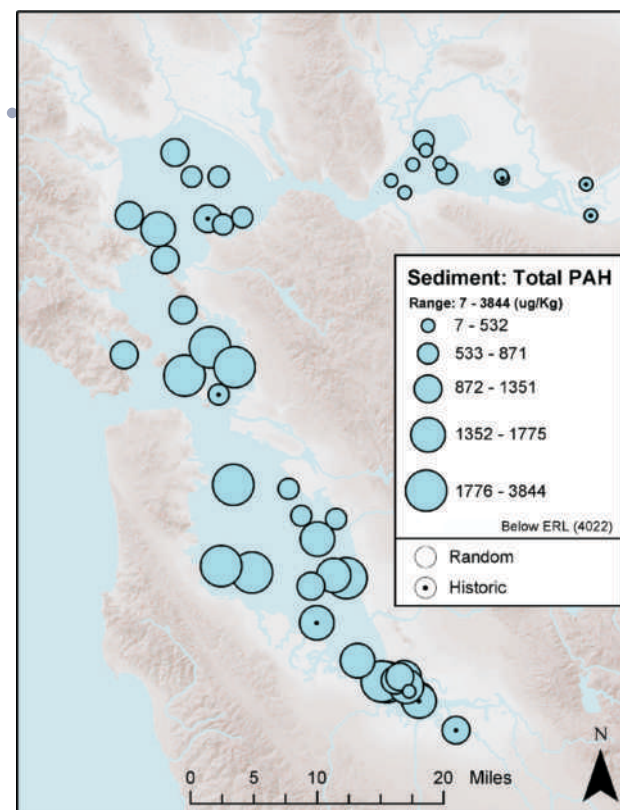 Sediment: Total PAH
Range: 7 - 3844 (ug/Kg)
7 - 532
533 - 871
872 - 1351
1352 - 1775
1776 - 3844
Below ERL (4022)
Random
Historic
N
0 5 10 20 Miles